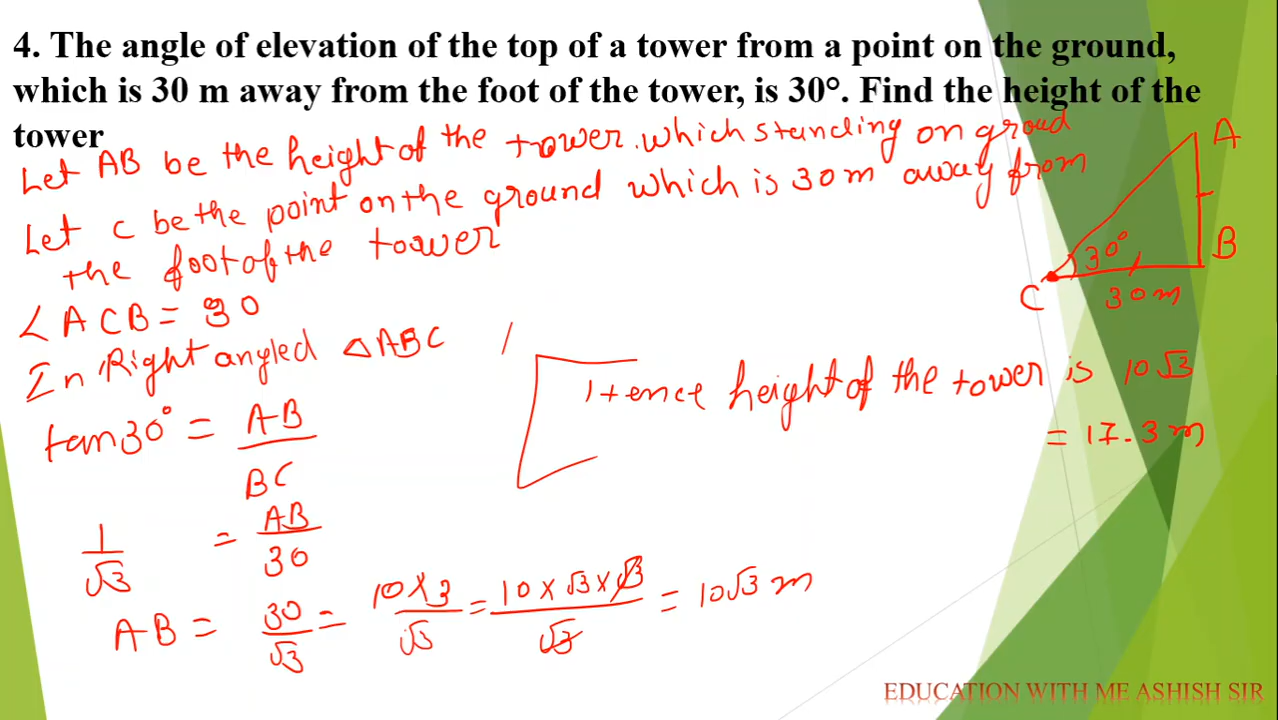 4. The angle of elevation of the top of a tower from a point on the ground,
which is 30 m away from the foot of the tower, is 30°. Find the height of the
tower
Let AB be the height of the tower. which standing on groud
Let C be the point on the ground which is 30m away from
the foot of the tower
∠ACB = 30
In Right angled △ABC
tan30° = AB/BC
1/√3 = AB/30
AB = 30/√3 = 10×3/√3 = 10×√3×√3/√3 = 10√3 m
Hence height of the tower is 10√3
= 17.3 m
A
B
30°
C
30m
EDUCATION WITH ME ASHISH SIR